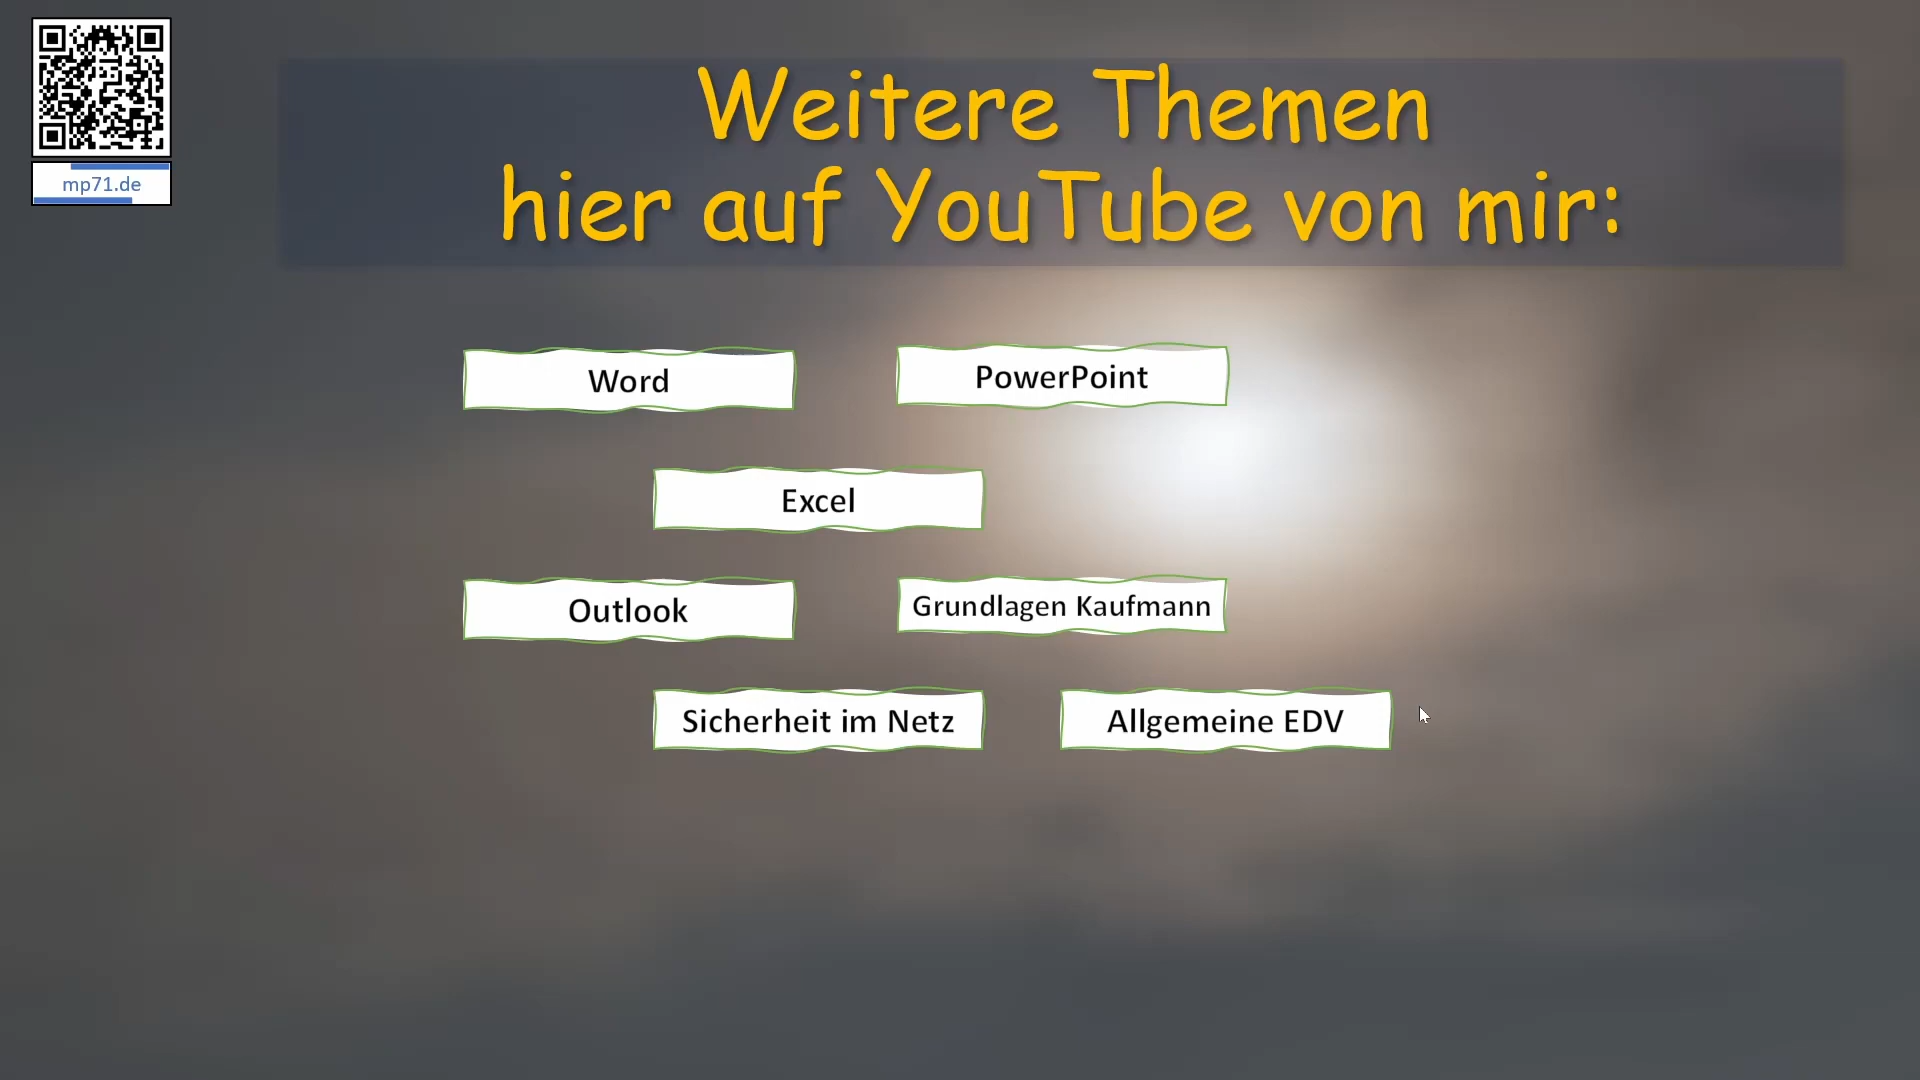 mp71.de
Weitere Themen
hier auf YouTube von mir:
Word
PowerPoint
Excel
Outlook
Grundlagen Kaufmann
Sicherheit im Netz
Allgemeine EDV